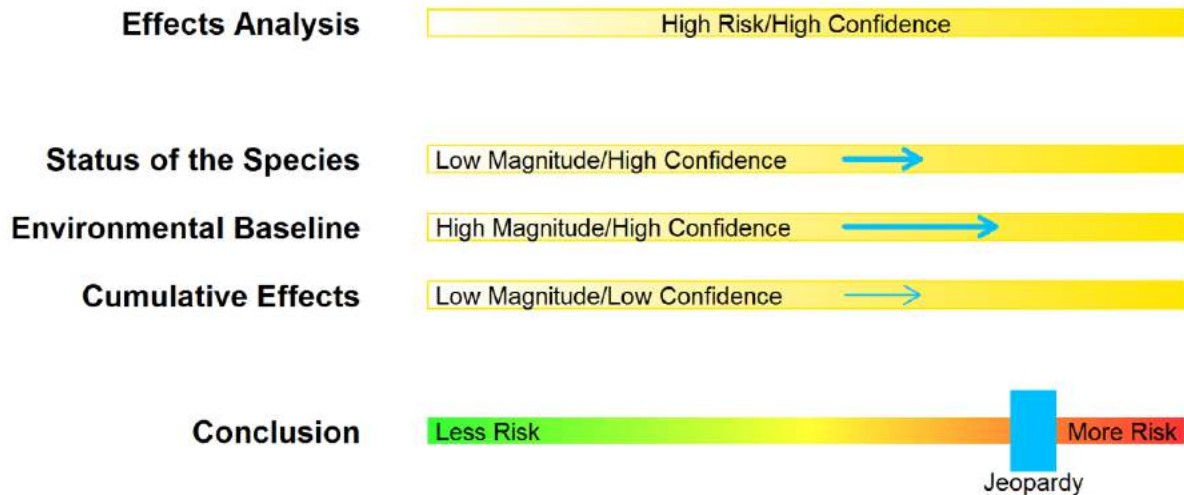 Effects Analysis
High Risk/High Confidence
Status of the Species
Low Magnitude/High Confidence
Environmental Baseline
High Magnitude/High Confidence
Cumulative Effects
Low Magnitude/Low Confidence
Conclusion
Less Risk
More Risk
Jeopardy